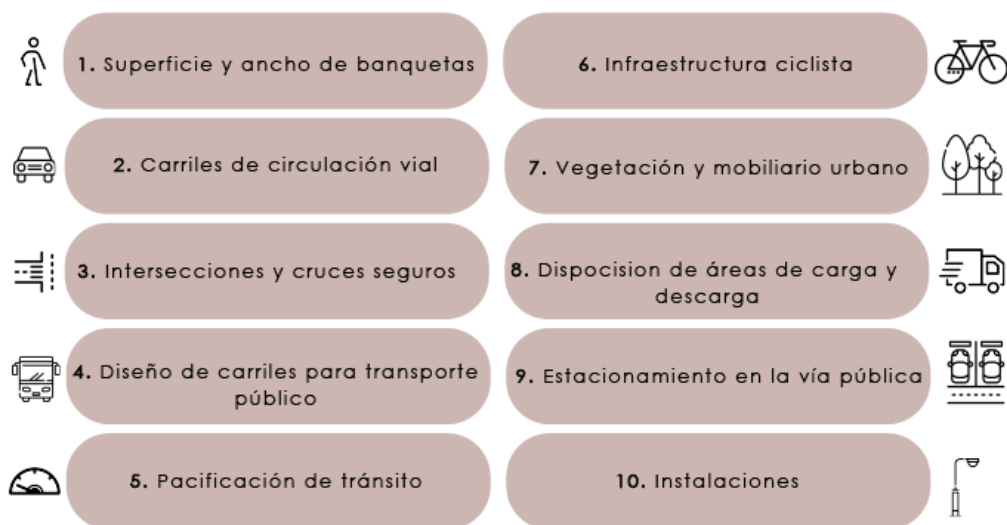 1. Superficie y ancho de banquetas
2. Carriles de circulación vial
3. Intersecciones y cruces seguros
4. Diseño de carriles para transporte
público
5. Pacificación de tránsito
6. Infraestructura ciclista
7. Vegetación y mobiliario urbano
8. Dispocision de áreas de carga y
descarga
9. Estacionamiento en la vía pública
10. Instalaciones